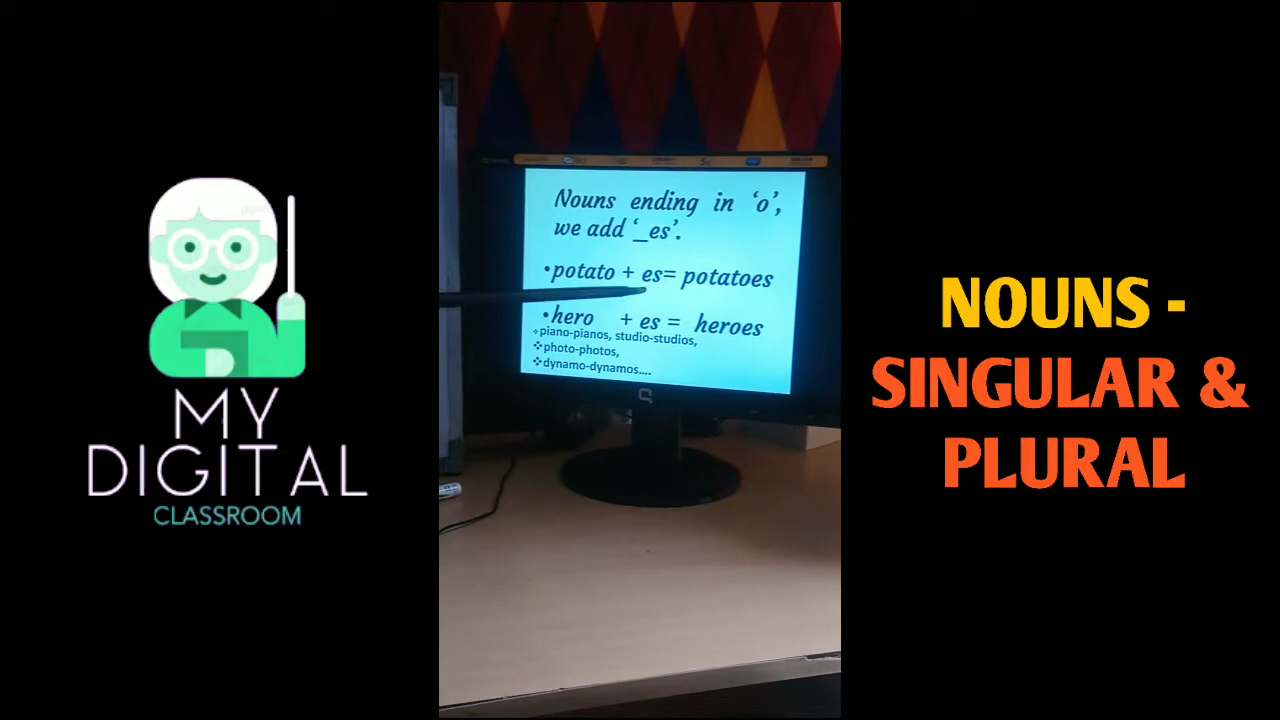 MY
DIGITAL
CLASSROOM
Nouns ending in ‘o’,
we add ‘_es’.
•potato + es= potatoes
•hero + es = heroes
❖piano-pianos, studio-studios,
❖photo-photos,
❖dynamo-dynamos....
NOUNS -
SINGULAR &
PLURAL